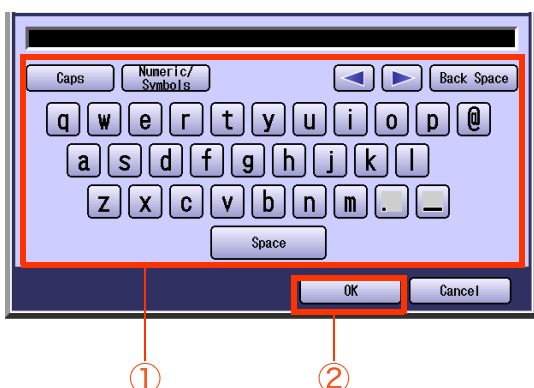 Caps Numeric/ Symbols Back Space
q w e r t y u i o p @
a s d f g h j k l
z x c v b n m . _
Space
OK Cancel
① ②